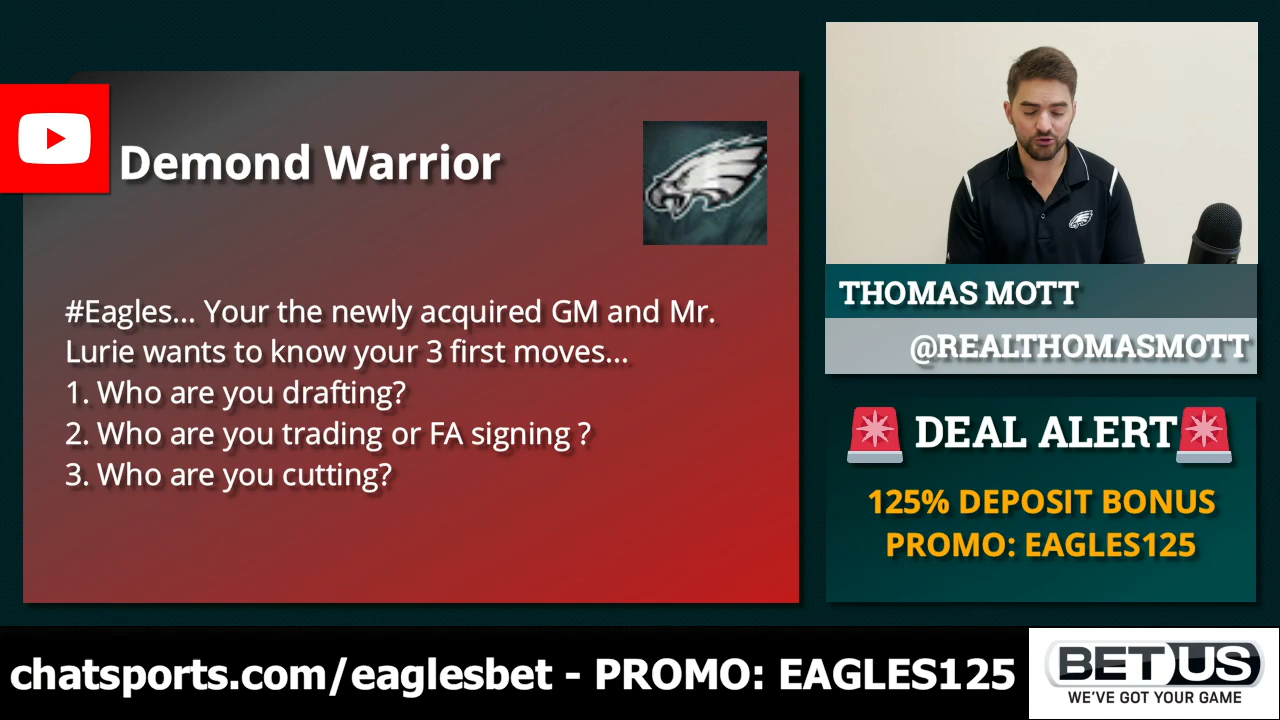 Demond Warrior
#Eagles... Your the newly acquired GM and Mr.
Lurie wants to know your 3 first moves...
1. Who are you drafting?
2. Who are you trading or FA signing ?
3. Who are you cutting?
THOMAS MOTT
@REALTHOMASMOTT
DEAL ALERT
125% DEPOSIT BONUS
PROMO: EAGLES125
chatsports.com/eaglesbet - PROMO: EAGLES125
BETUS
WE'VE GOT YOUR GAME